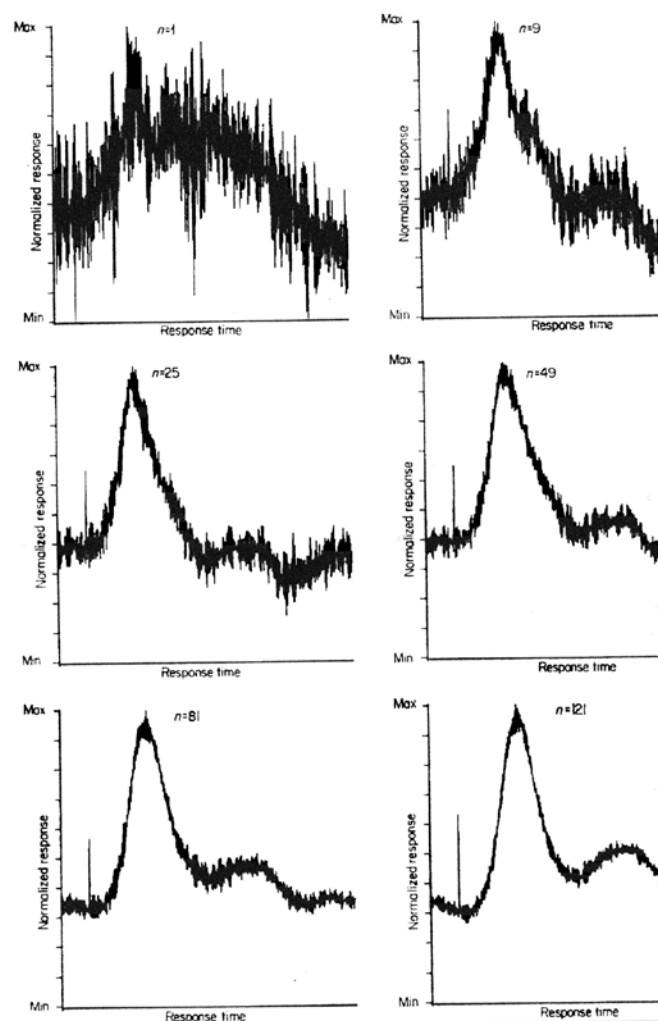 Max
n=1
Normalized response
Min
Response time
Max
n=9
Normalized response
Min
Response time
Max
n=25
Normalized response
Min
Response time
Max
n=49
Normalized response
Min
Response time
Max
n=81
Normalized response
Min
Response time
Max
n=121
Normalized response
Min
Response time